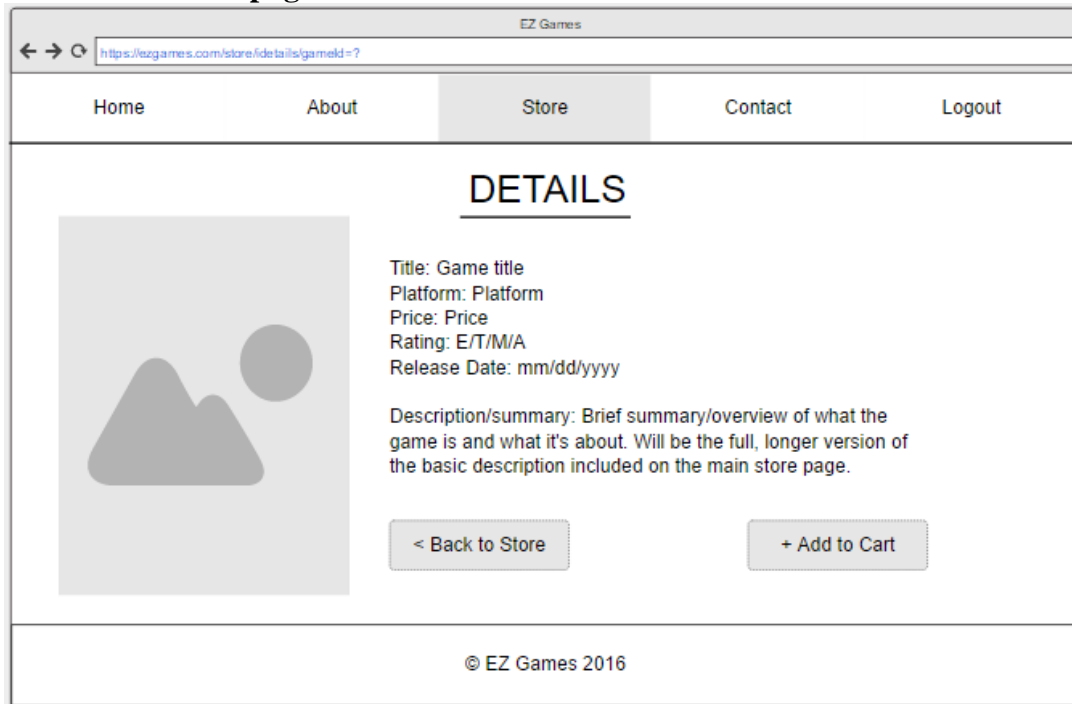 page
EZ Games
https://ezgames.com/store/idetails/gameId=?
Home About Store Contact Logout
DETAILS
Title: Game title
Platform: Platform
Price: Price
Rating: E/T/M/A
Release Date: mm/dd/yyyy
Description/summary: Brief summary/overview of what the
game is and what it's about. Will be the full, longer version of
the basic description included on the main store page.
< Back to Store + Add to Cart
© EZ Games 2016